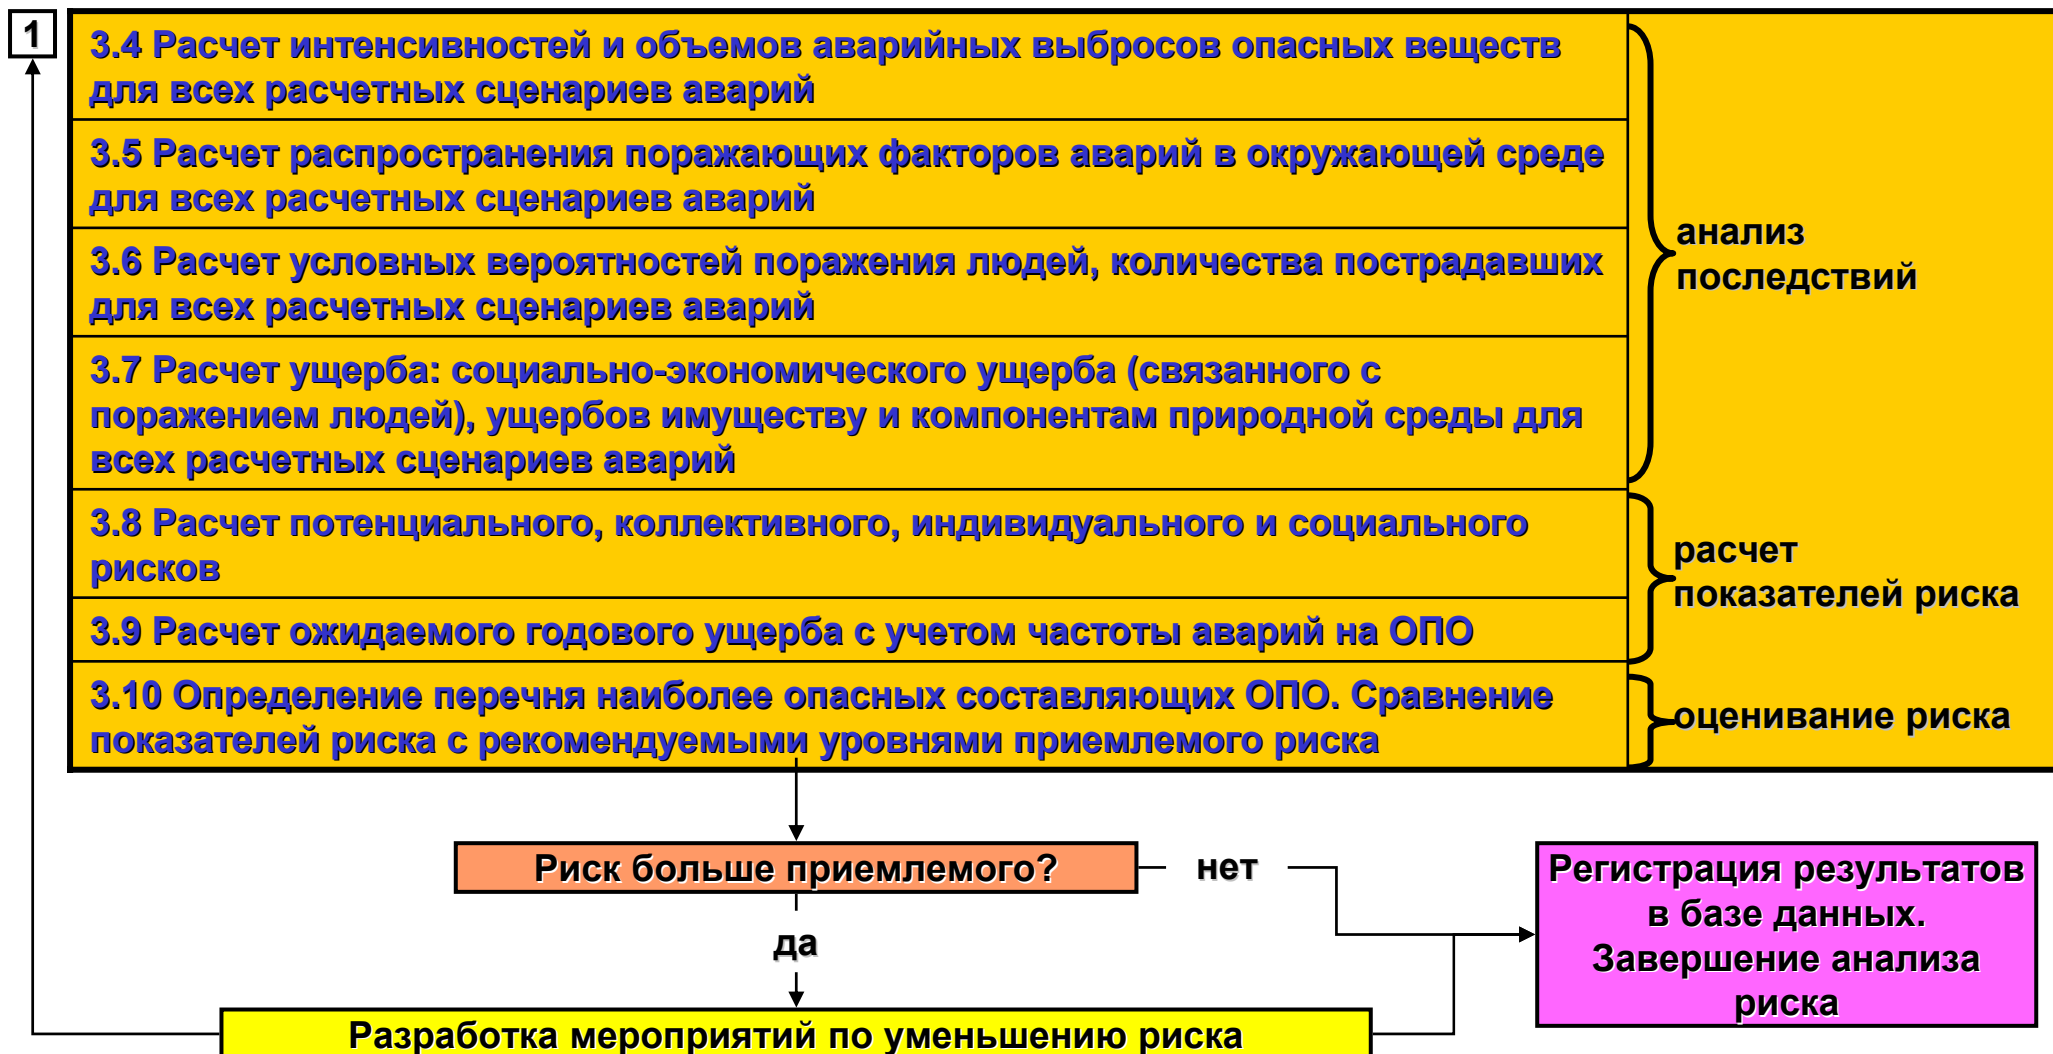 1
3.4 Расчет интенсивностей и объемов аварийных выбросов опасных веществ
для всех расчетных сценариев аварий
3.5 Расчет распространения поражающих факторов аварий в окружающей среде
для всех расчетных сценариев аварий
3.6 Расчет условных вероятностей поражения людей, количества пострадавших
для всех расчетных сценариев аварий
3.7 Расчет ущерба: социально-экономического ущерба (связанного с
поражением людей), ущербов имуществу и компонентам природной среды для
всех расчетных сценариев аварий
анализ
последствий
3.8 Расчет потенциального, коллективного, индивидуального и социального
рисков
3.9 Расчет ожидаемого годового ущерба с учетом частоты аварий на ОПО
расчет
показателей риска
3.10 Определение перечня наиболее опасных составляющих ОПО. Сравнение
показателей риска с рекомендуемыми уровнями приемлемого риска
оценивание риска
Риск больше приемлемого?
нет
да
Регистрация результатов
в базе данных.
Завершение анализа
риска
Разработка мероприятий по уменьшению риска